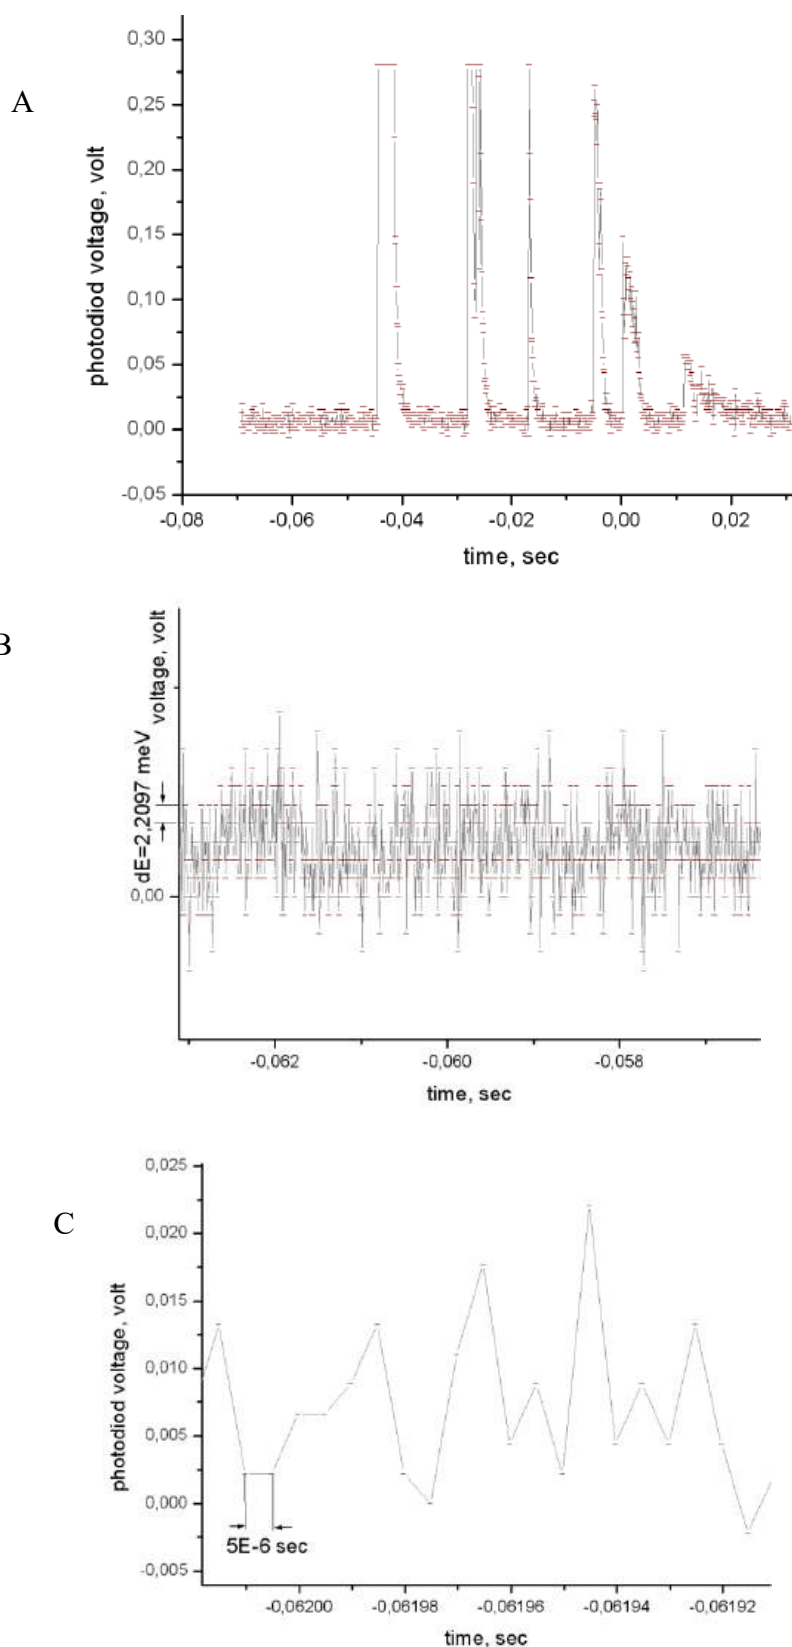 A
0,30
0,25
0,20
0,15
0,10
0,05
0,00
-0,05
photodiod voltage, volt
-0,08
-0,06
-0,04
-0,02
0,00
0,02
time, sec
B
voltage, volt
dE=2,2097 meV
0,00
-0,062
-0,060
-0,058
time, sec
C
0,025
0,020
0,015
0,010
0,005
0,000
-0,005
photodiod voltage, volt
5E-6 sec
-0,06200
-0,06198
-0,06196
-0,06194
-0,06192
time, sec